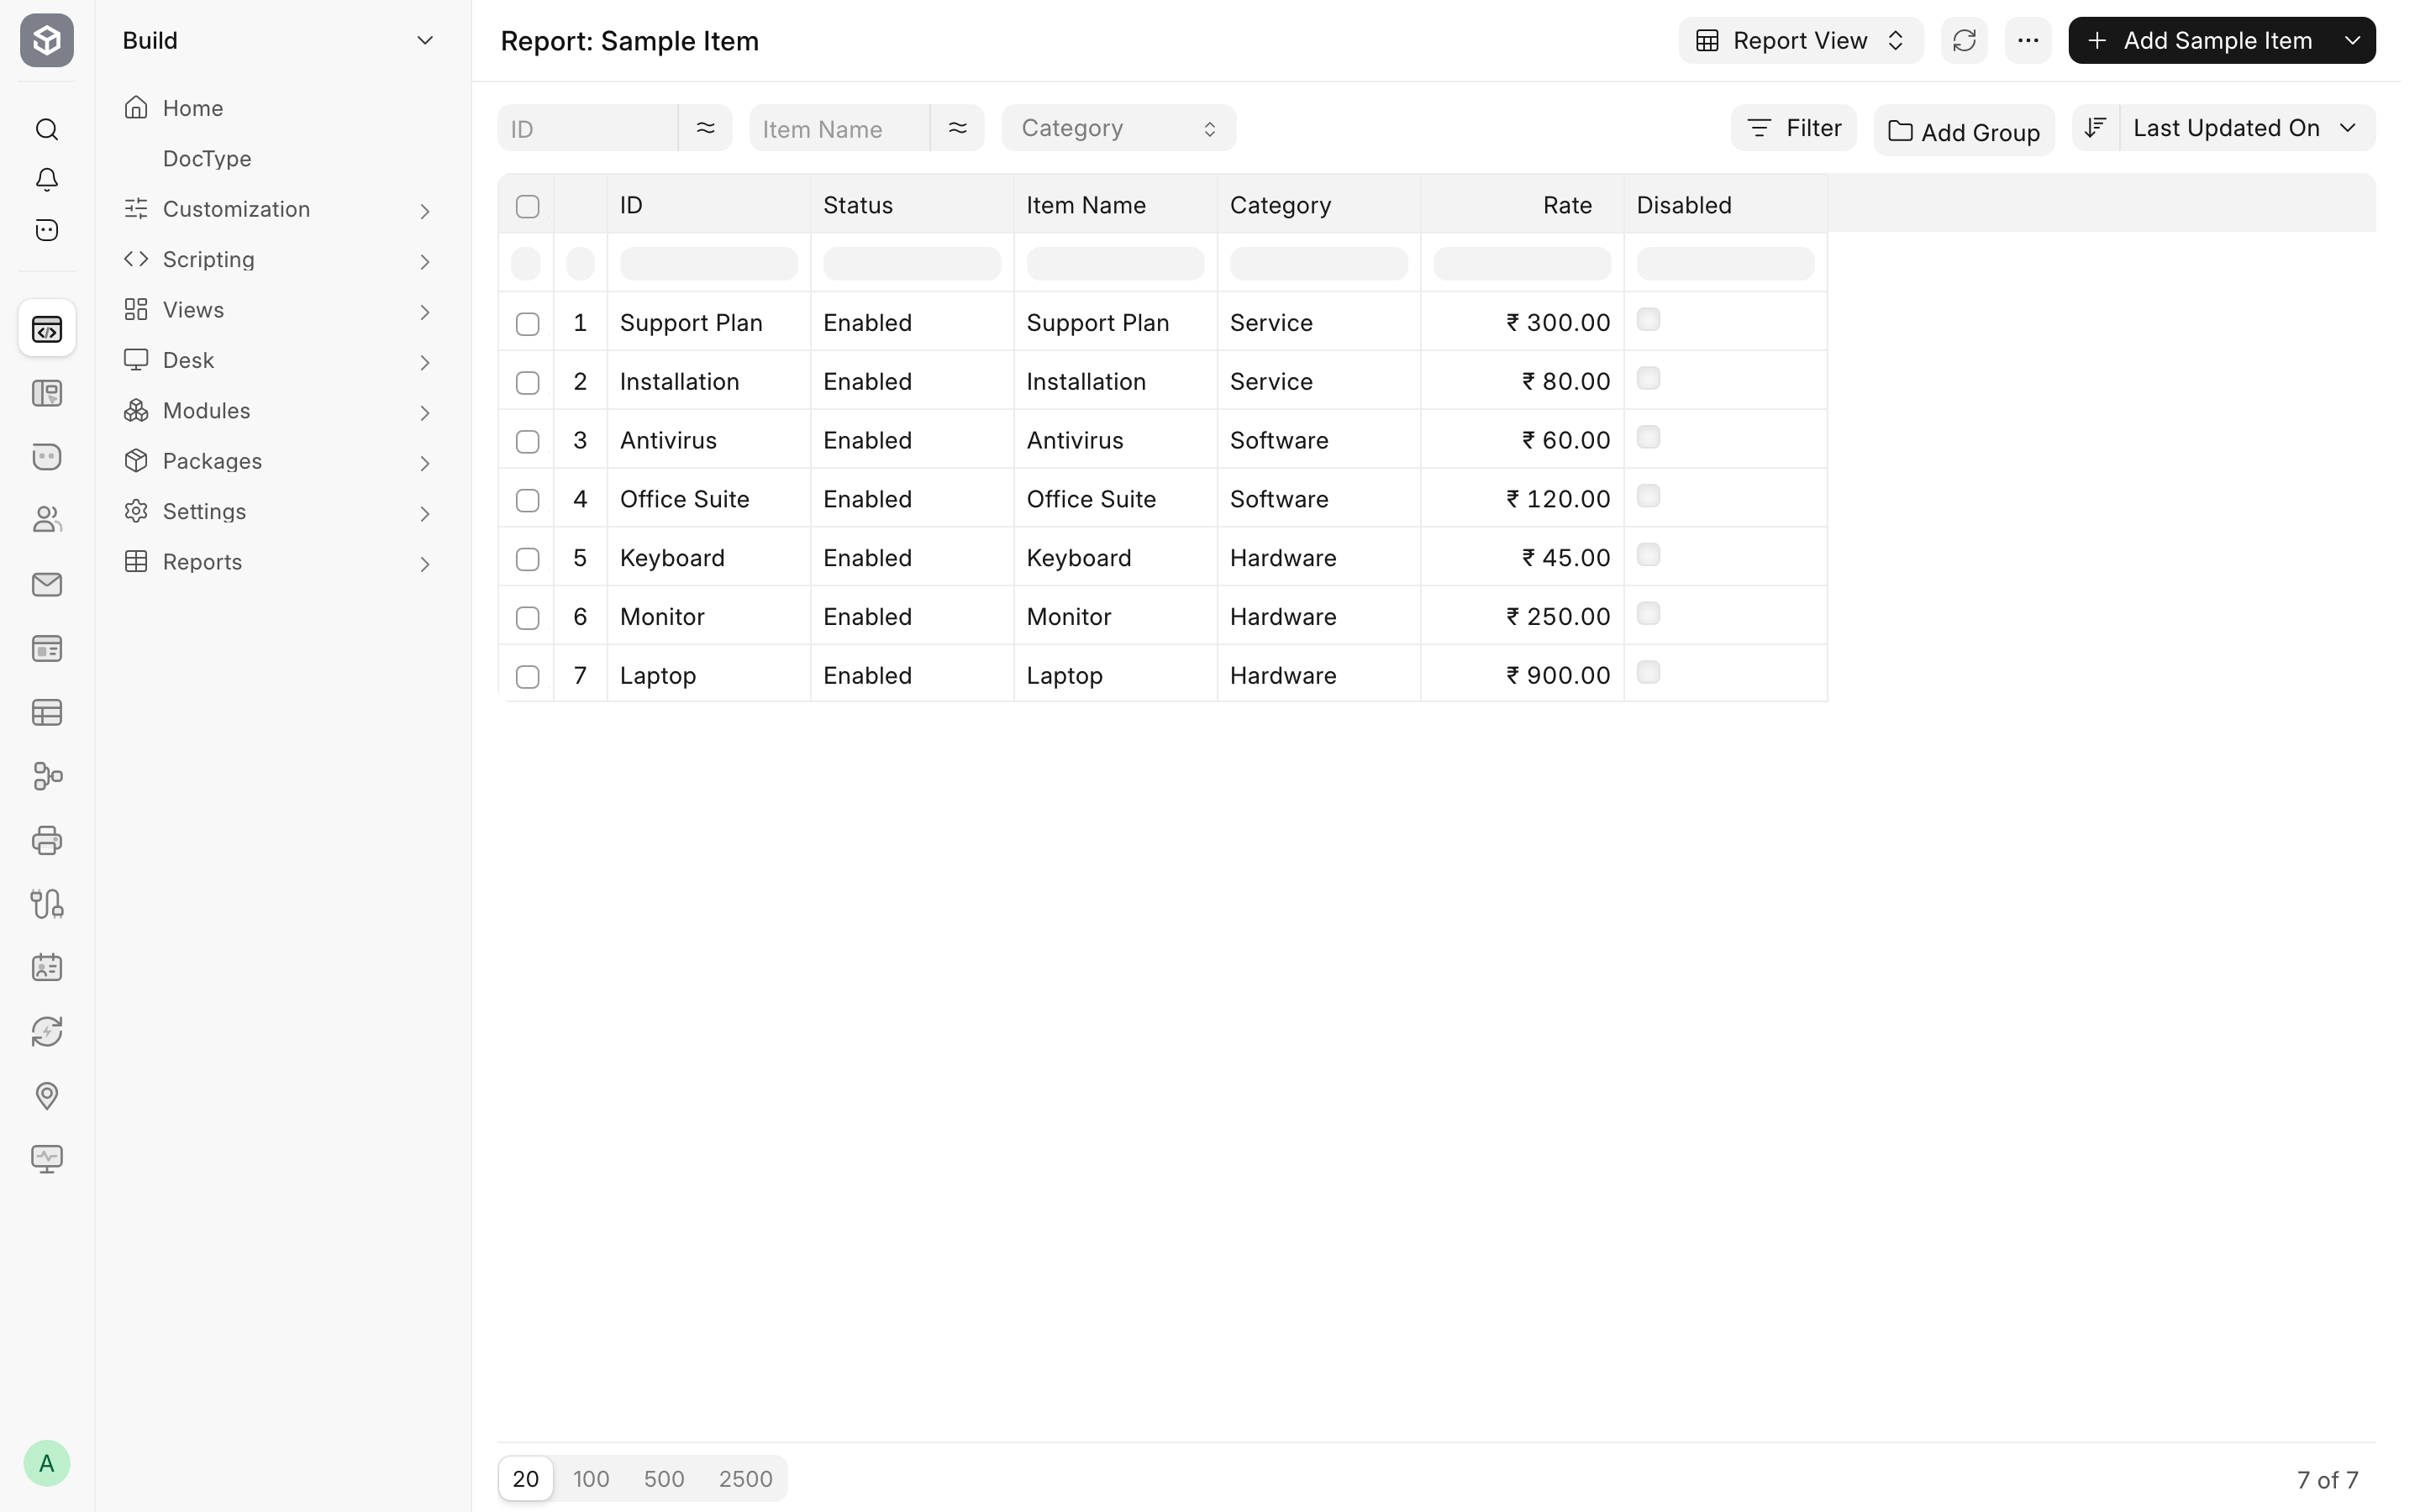 Build
Home
DocType
Customization
Scripting
Views
Desk
Modules
Packages
Settings
Reports
A
Report: Sample Item
Report View
Add Sample Item
ID ≈ Item Name ≈ Category
Filter
Add Group
Last Updated On
ID Status Item Name Category Rate Disabled
1 Support Plan Enabled Support Plan Service ₹ 300.00
2 Installation Enabled Installation Service ₹ 80.00
3 Antivirus Enabled Antivirus Software ₹ 60.00
4 Office Suite Enabled Office Suite Software ₹ 120.00
5 Keyboard Enabled Keyboard Hardware ₹ 45.00
6 Monitor Enabled Monitor Hardware ₹ 250.00
7 Laptop Enabled Laptop Hardware ₹ 900.00
20 100 500 2500
7 of 7